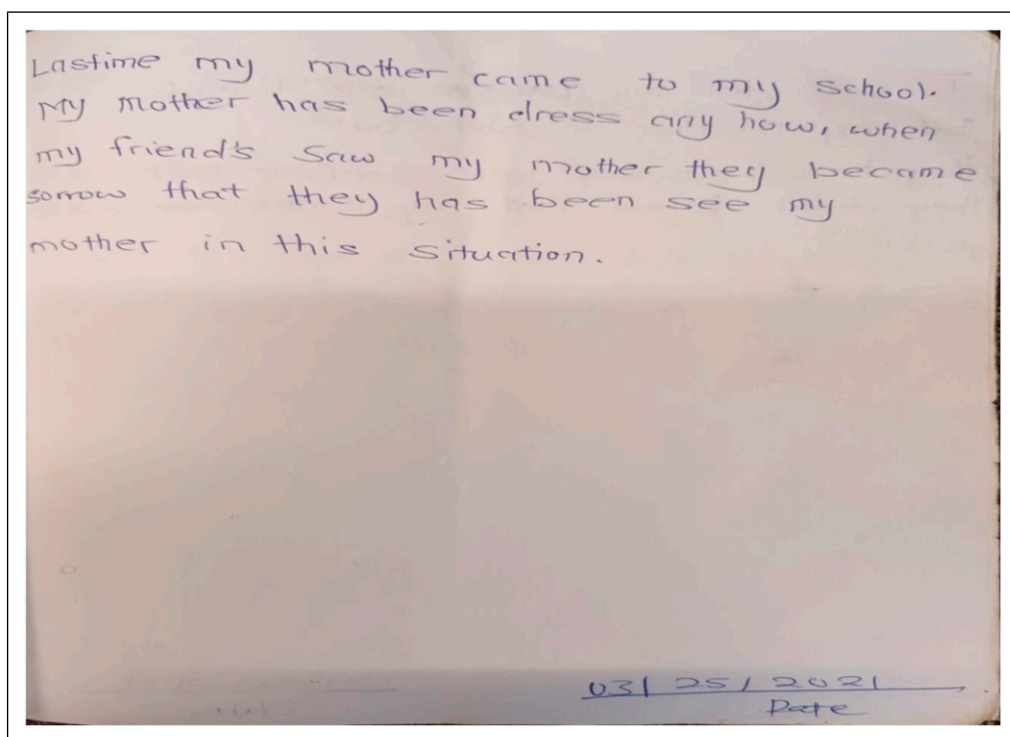 Lastime my mother came to my school.
My mother has been dress any how, when
my friend's saw my mother they became
sorrow that they has been see my
mother in this situation.
03/25/2021
Date